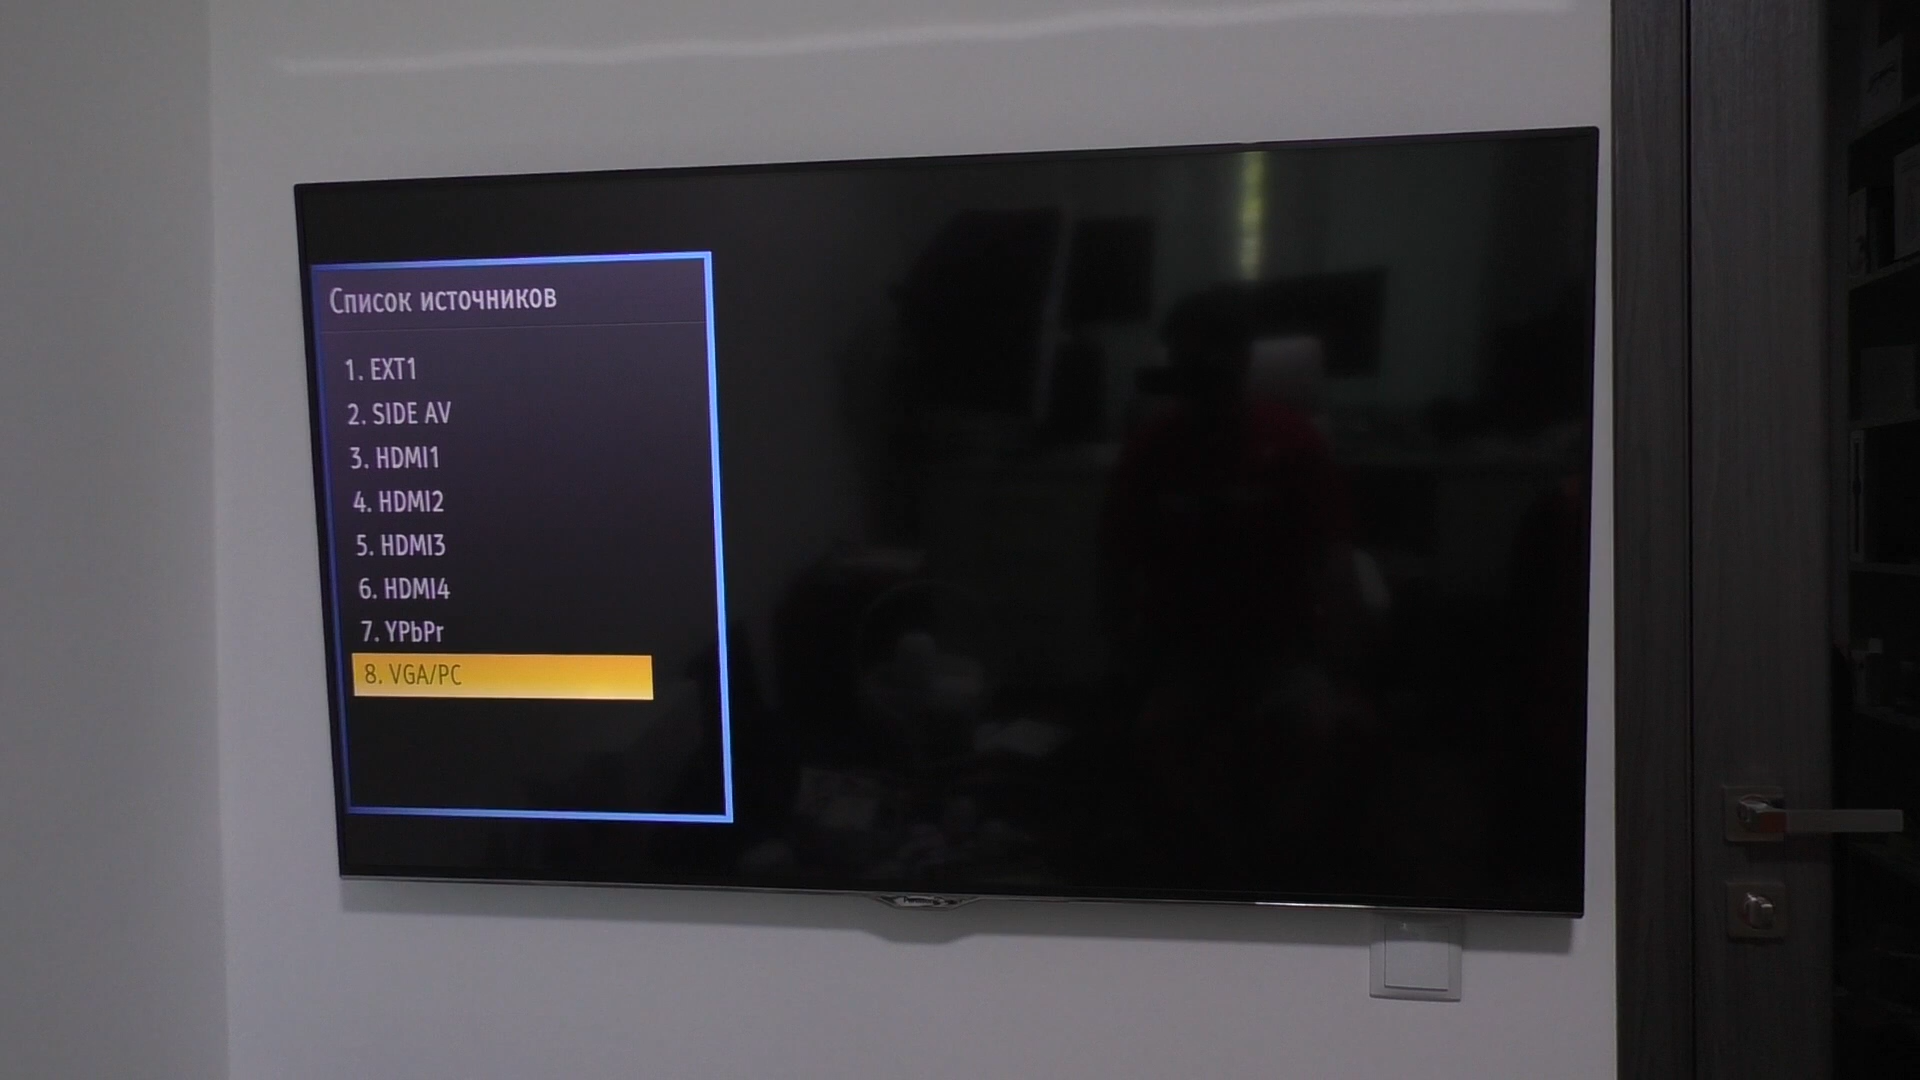 Список источников
1. EXT1
2. SIDE AV
3. HDMI1
4. HDMI2
5. HDMI3
6. HDMI4
7. YPbPr
8. VGA/PC